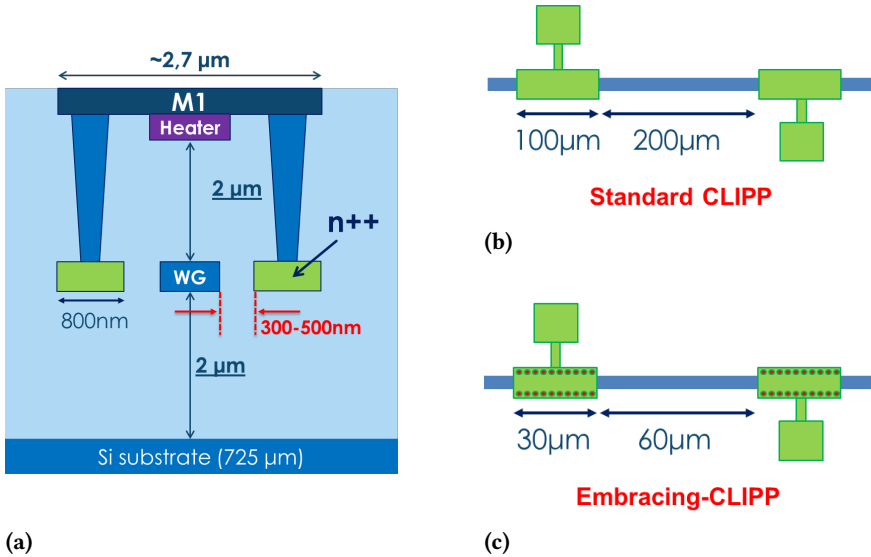 ~2,7 µm
M1
Heater
2 µm
n++
WG
800nm
300-500nm
2 µm
Si substrate (725 µm)
(a)
100µm
200µm
Standard CLIPP
(b)
30µm
60µm
Embracing-CLIPP
(c)